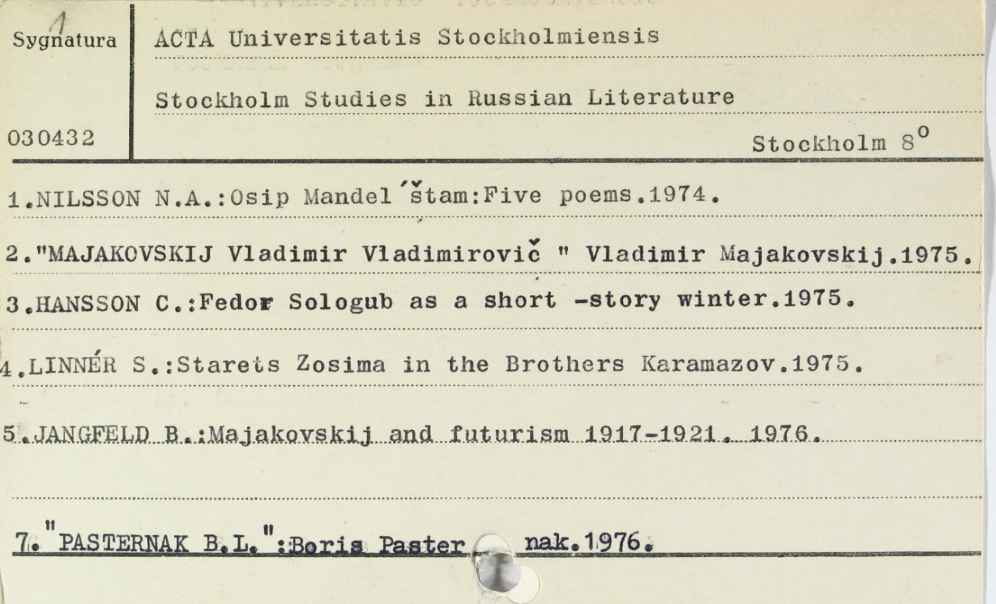 1
Sygnatura
ACTA Universitatis Stockholmiensis
Stockholm Studies in Russian Literature
030432
Stockholm 8o
1.NILSSON N.A.:Osip Mandel´štam:Five poems.1974.
2."MAJAKOVSKIJ Vladimir Vladimirovič " Vladimir Majakovskij.1975.
3.HANSSON C.:Fedor Sologub as a short -story winter.1975.
4.LINNÉR S.:Starets Zosima in the Brothers Karamazov.1975.
5.JANGFELD B.:Majakovskij and futurism 1917-1921. 1976.
7."PASTERNAK B.L.":Boris Paster nak.1976.